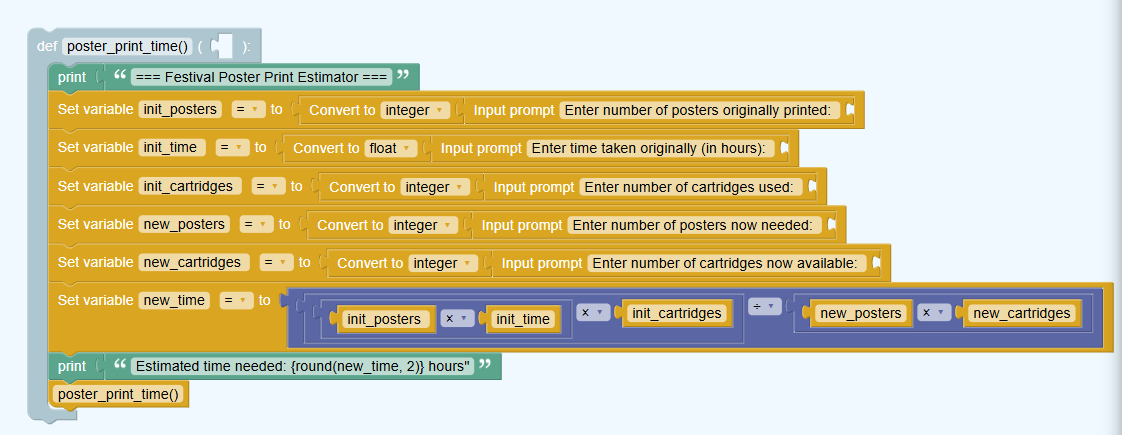 def poster_print_time() ( ):
print “ === Festival Poster Print Estimator === ”
Set variable init_posters = to Convert to integer Input prompt Enter number of posters originally printed:
Set variable init_time = to Convert to float Input prompt Enter time taken originally (in hours):
Set variable init_cartridges = to Convert to integer Input prompt Enter number of cartridges used:
Set variable new_posters = to Convert to integer Input prompt Enter number of posters now needed:
Set variable new_cartridges = to Convert to integer Input prompt Enter number of cartridges now available:
Set variable new_time = to init_posters x init_time x init_cartridges ÷ new_posters x new_cartridges
print “ Estimated time needed: {round(new_time, 2)} hours" ”
poster_print_time()